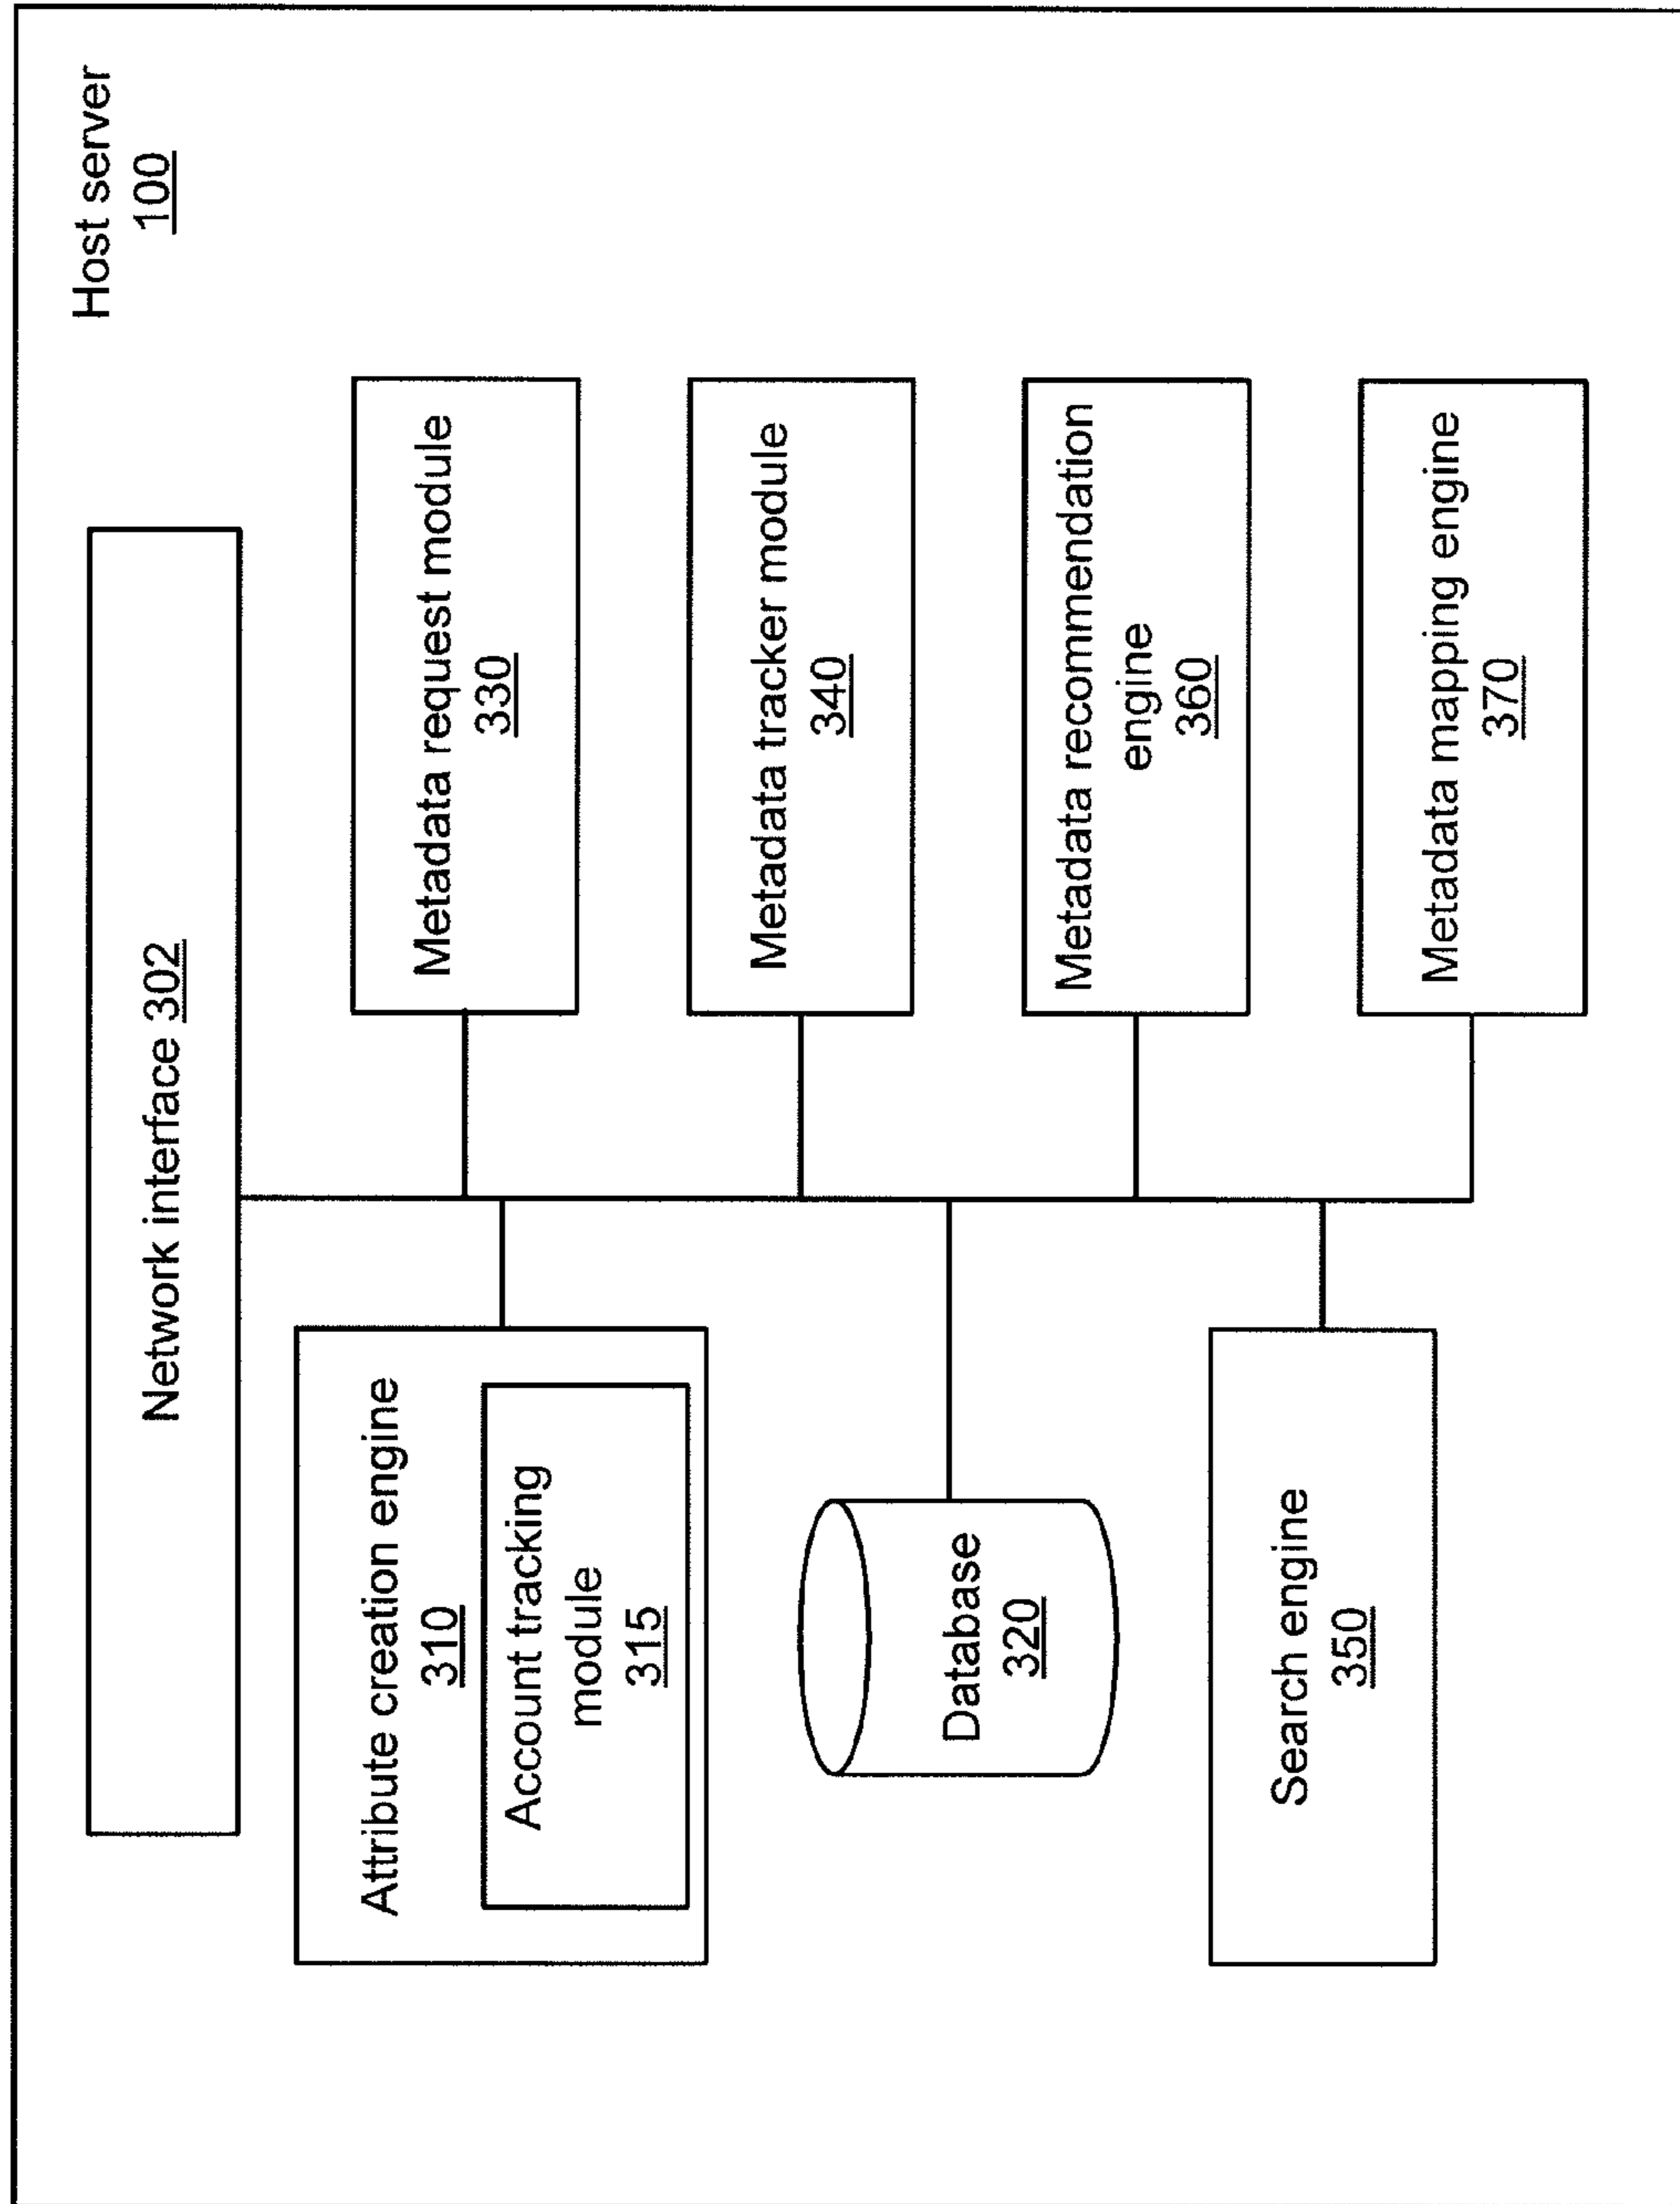 Host server
100
Network interface 302
Attribute creation engine
310
Account tracking
module
315
Database
320
Search engine
350
Metadata request module
330
Metadata tracker module
340
Metadata recommendation
engine
360
Metadata mapping engine
370